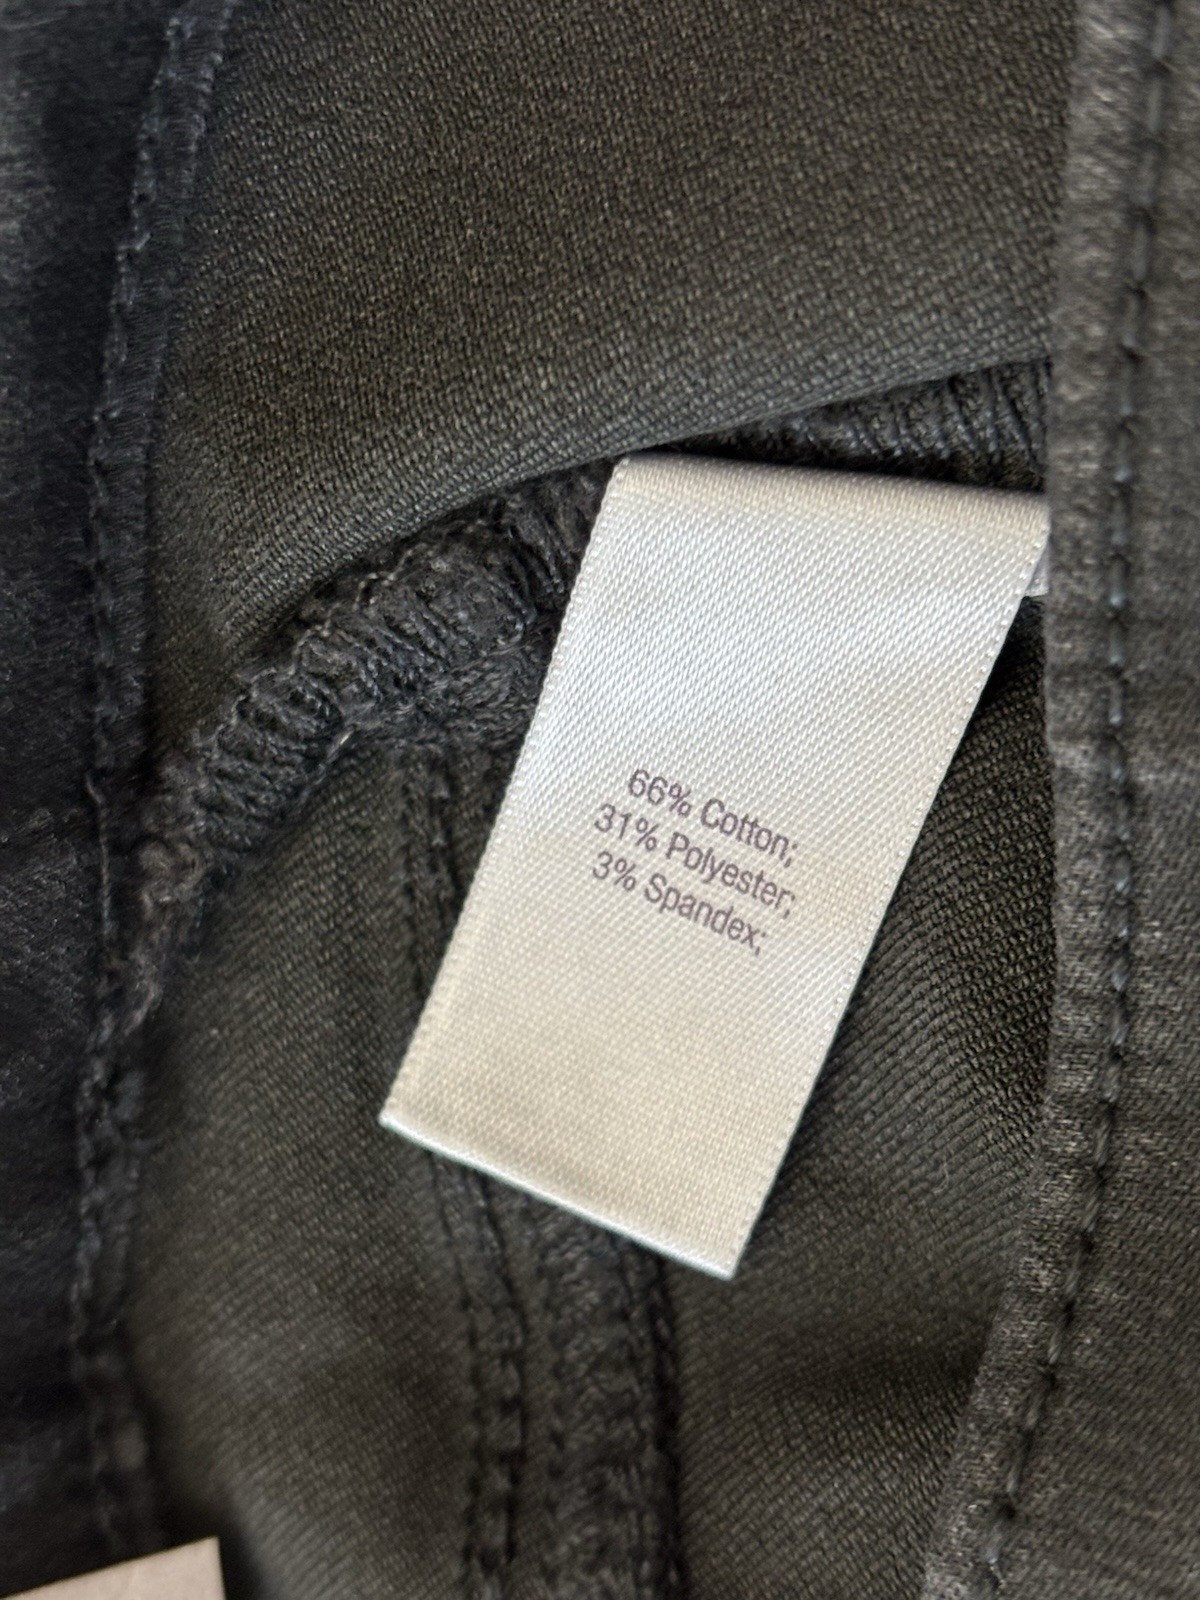 66% Cotton;
31% Polyester;
3% Spandex;